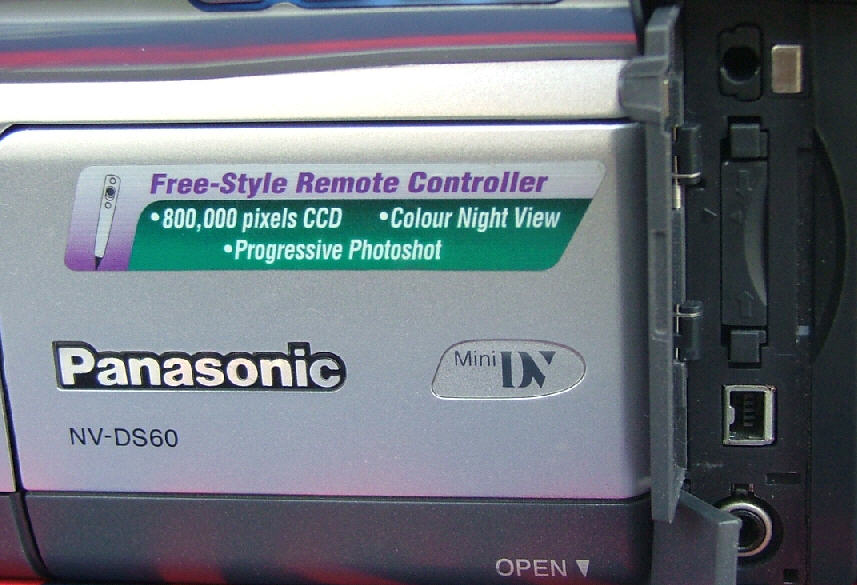 Free-Style Remote Controller
•800,000 pixels CCD •Colour Night View
•Progressive Photoshot
Panasonic
Mini DV
NV-DS60
OPEN ▼